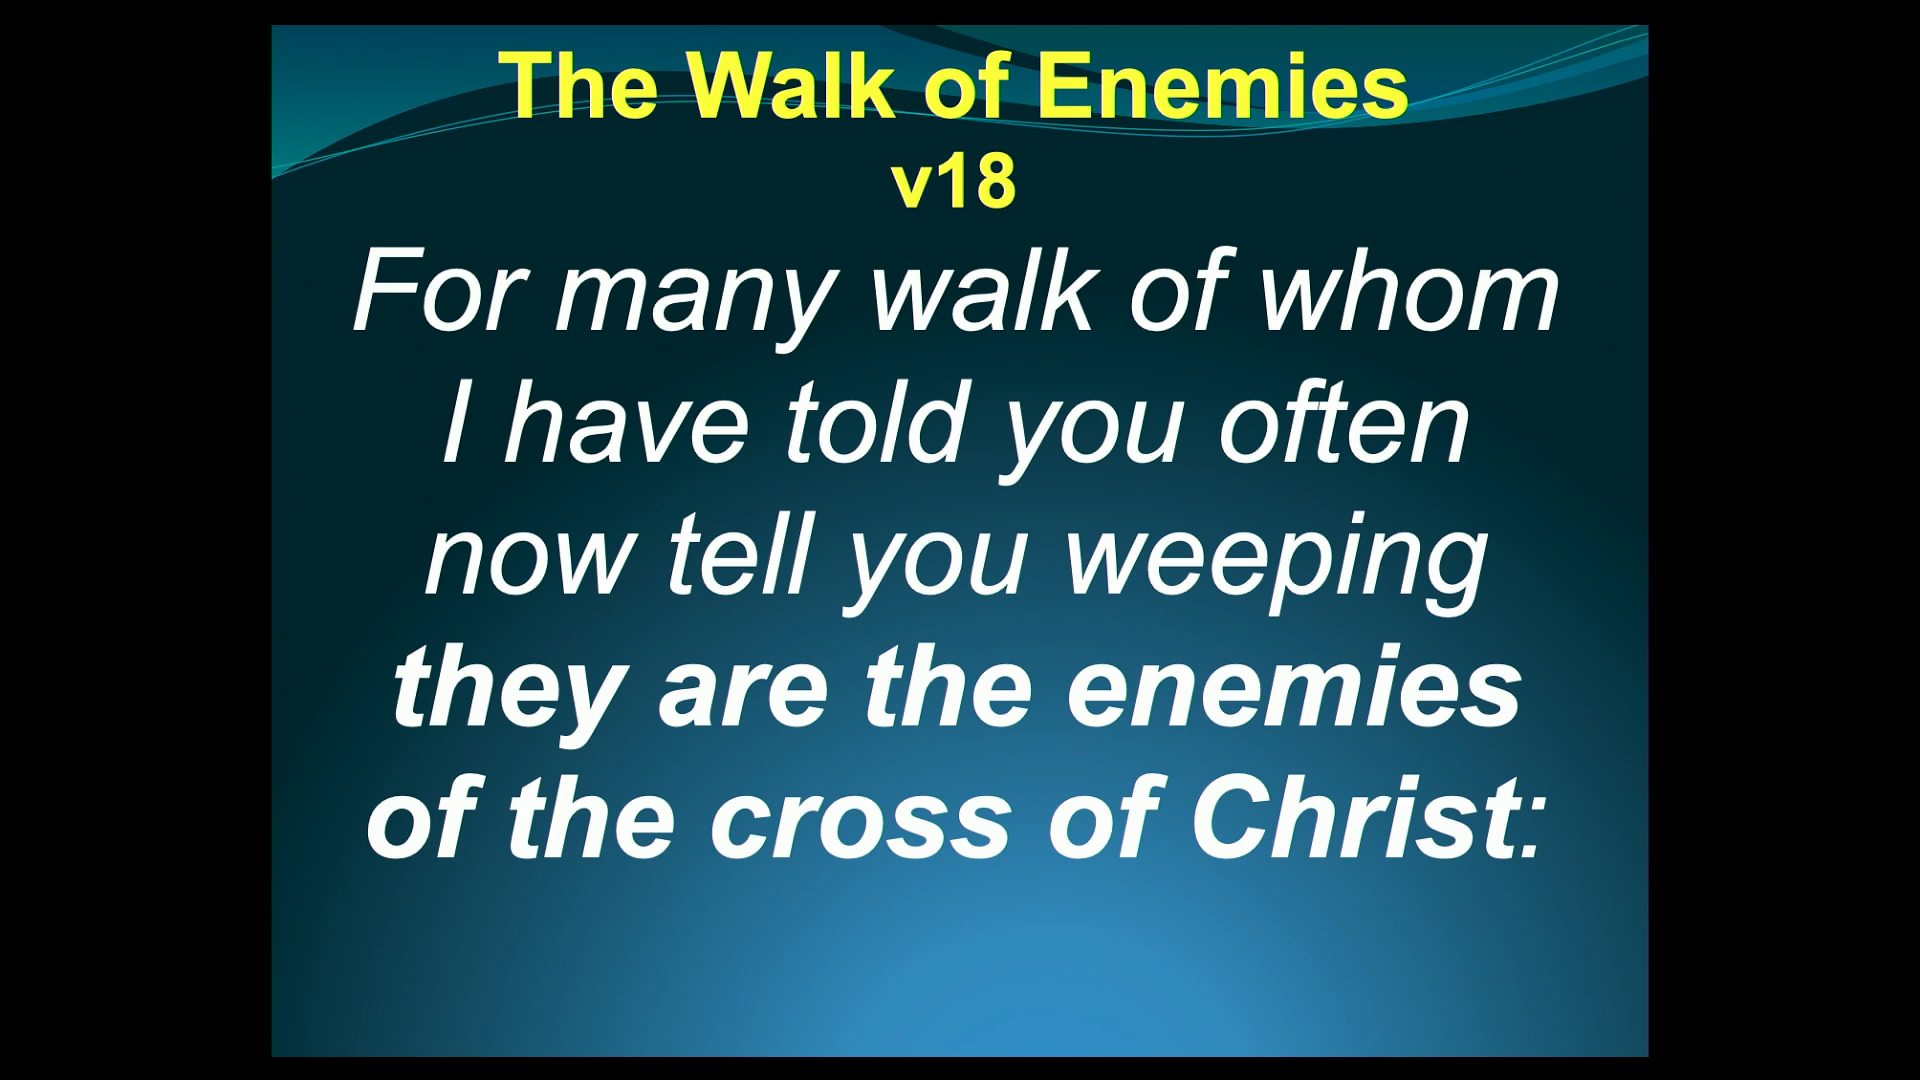 The Walk of Enemies
v18
For many walk of whom
I have told you often
now tell you weeping
they are the enemies
of the cross of Christ: